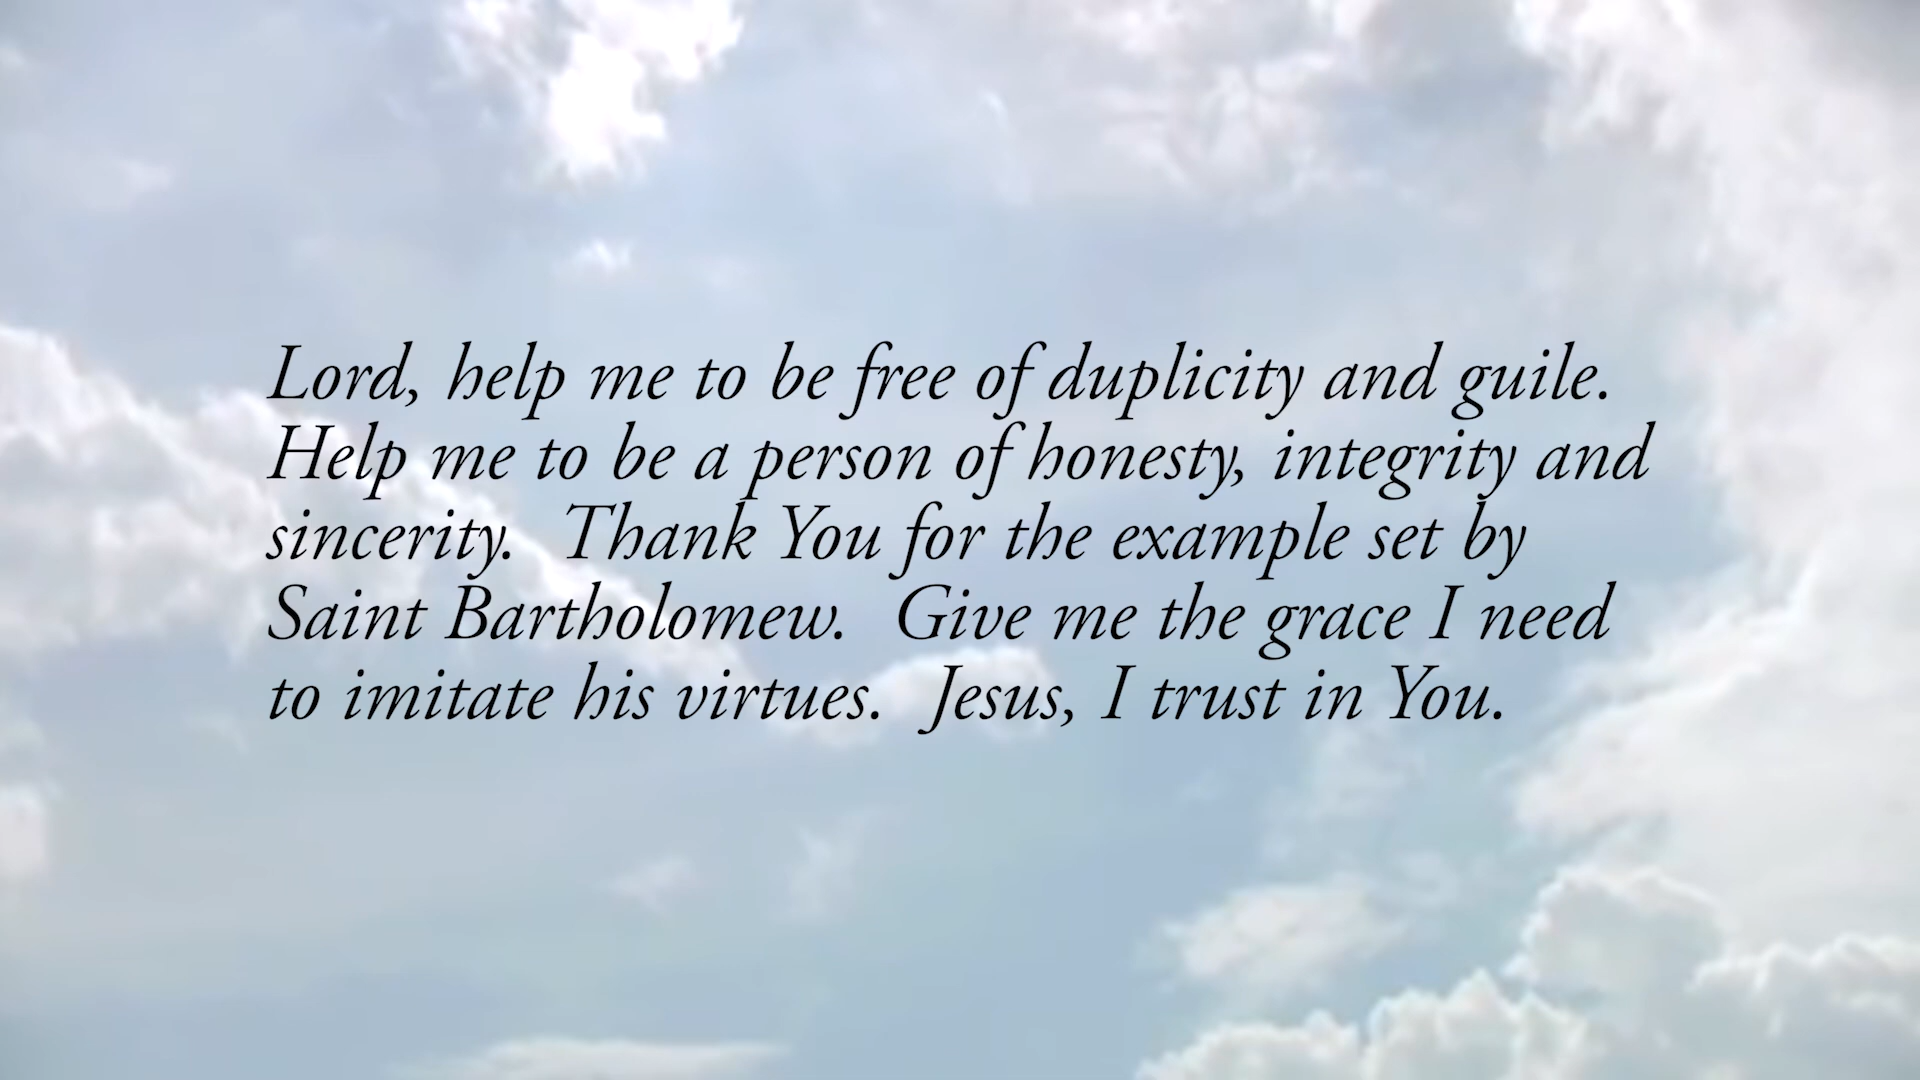 Lord, help me to be free of duplicity and guile.
Help me to be a person of honesty, integrity and
sincerity.  Thank You for the example set by
Saint Bartholomew.  Give me the grace I need
to imitate his virtues.  Jesus, I trust in You.